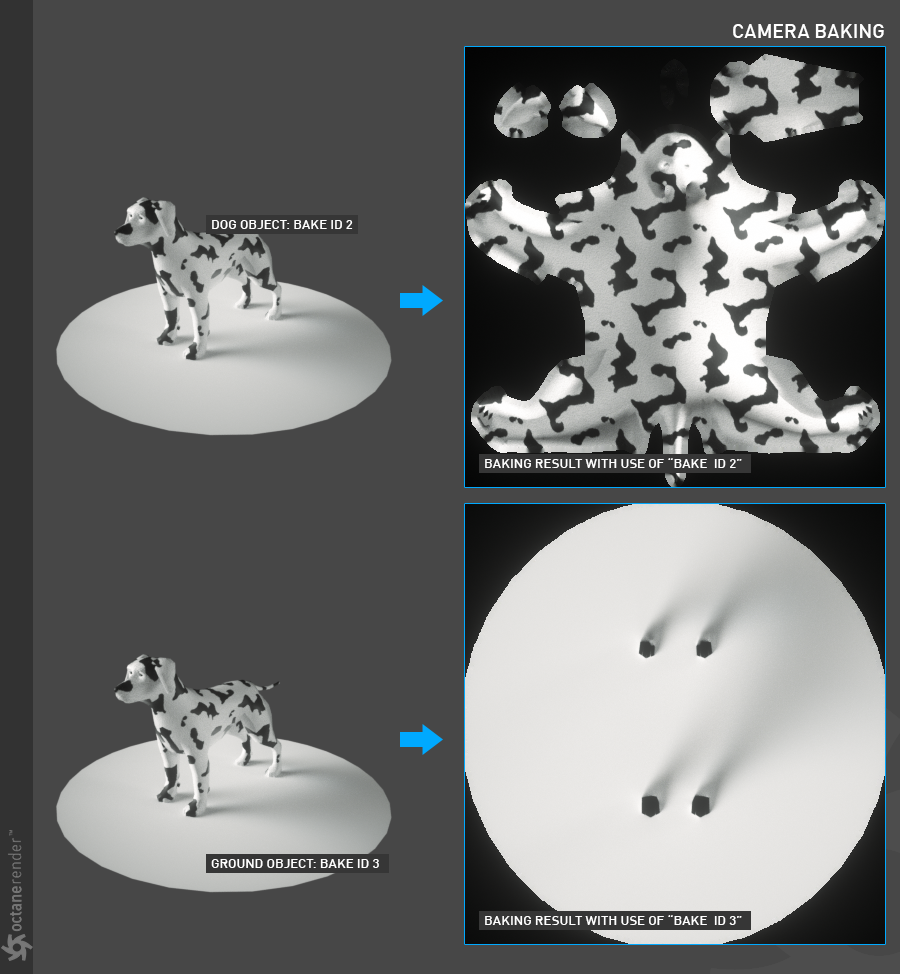 CAMERA BAKING
DOG OBJECT: BAKE ID 2
BAKING RESULT WITH USE OF "BAKE ID 2"
GROUND OBJECT: BAKE ID 3
BAKING RESULT WITH USE OF "BAKE ID 3"
octanerender™